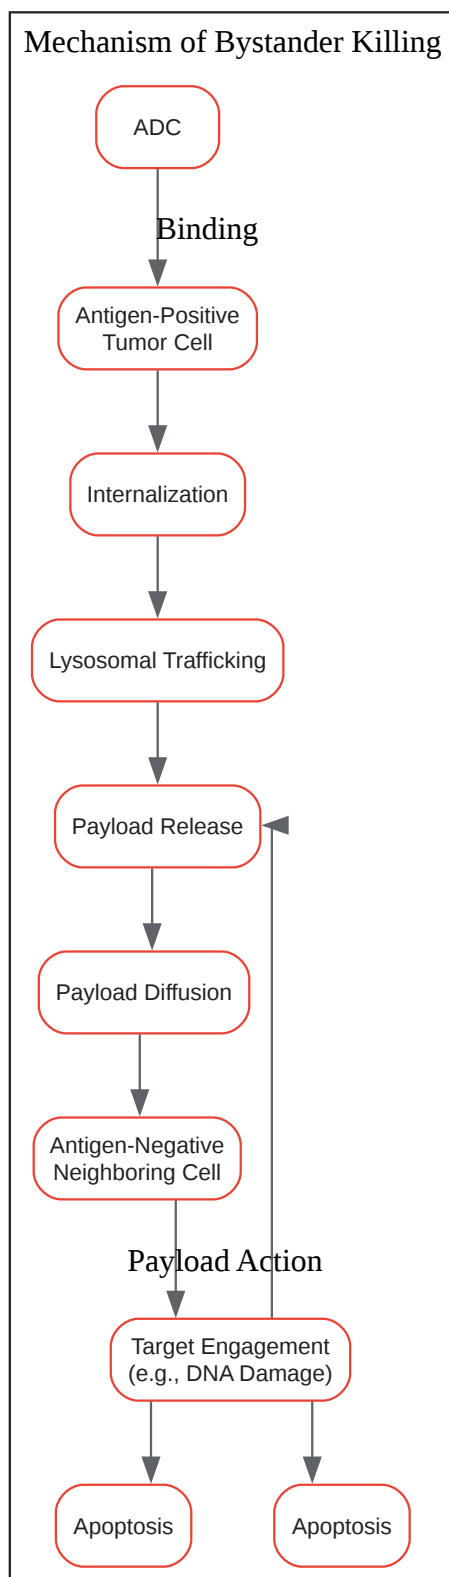 Mechanism of Bystander Killing
ADC
Binding
Antigen-Positive
Tumor Cell
Internalization
Lysosomal Trafficking
Payload Release
Payload Diffusion
Antigen-Negative
Neighboring Cell
Payload Action
Target Engagement
(e.g., DNA Damage)
Apoptosis
Apoptosis